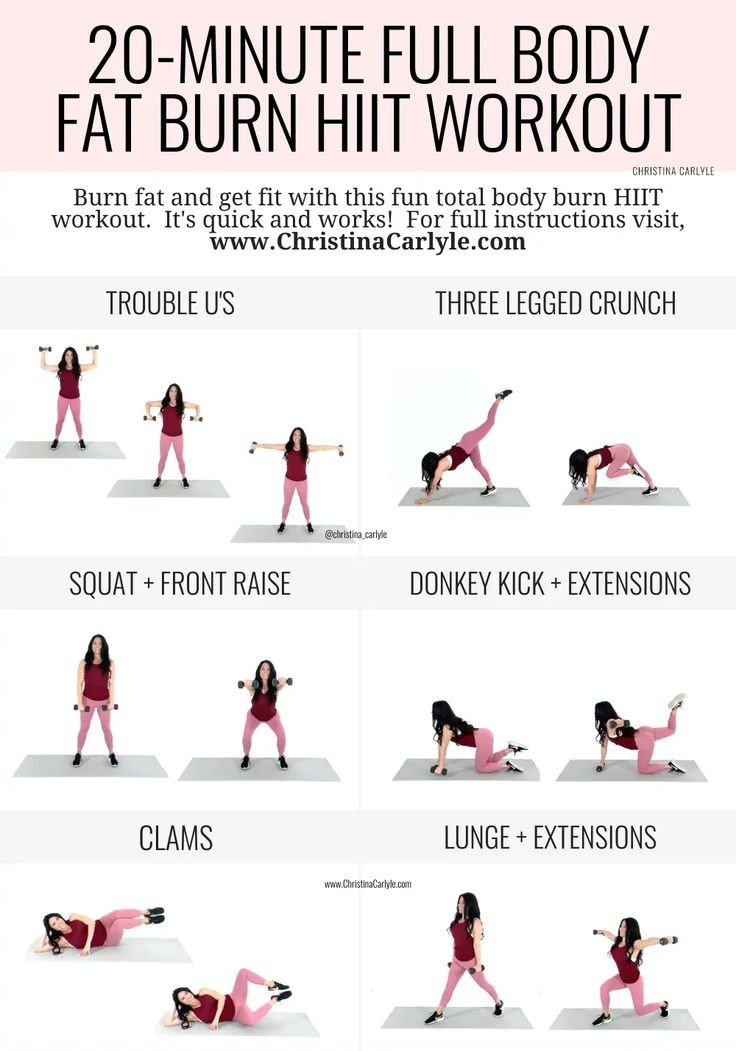 20-MINUTE FULL BODY
FAT BURN HIIT WORKOUT
CHRISTINA CARLYLE
Burn fat and get fit with this fun total body burn HIIT
workout. It's quick and works! For full instructions visit,
www.ChristinaCarlyle.com
TROUBLE U'S
THREE LEGGED CRUNCH
@christina_carlyle
SQUAT + FRONT RAISE
DONKEY KICK + EXTENSIONS
CLAMS
LUNGE + EXTENSIONS
www.ChristinaCarlyle.com